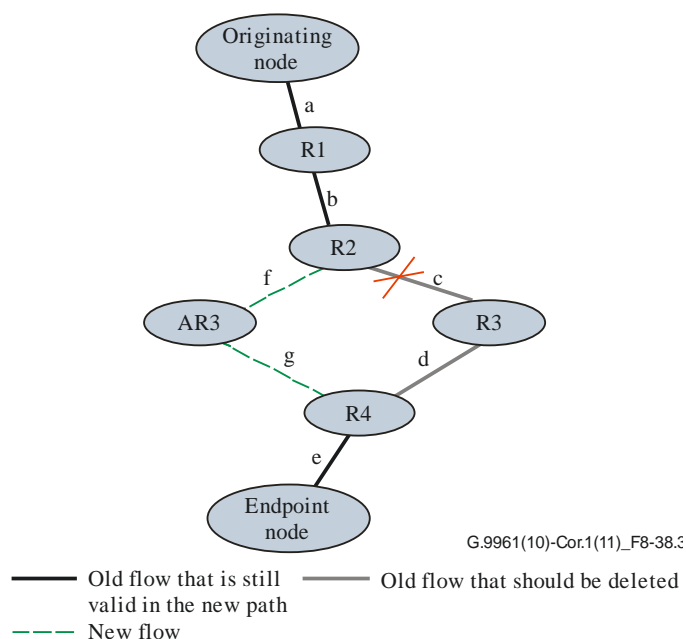 Originating
node
a
R1
b
R2
f
c
AR3
R3
g
d
R4
e
Endpoint
node
G.9961(10)-Cor.1(11)_F8-38.3
Old flow that is still
valid in the new path
Old flow that should be deleted
New flow